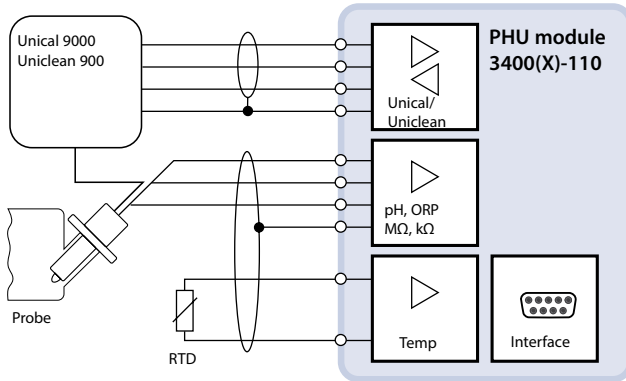 Unical 9000
Uniclean 900
PHU module
3400(X)-110
Unical/
Uniclean
pH, ORP
MΩ, kΩ
Probe
RTD
Temp
Interface